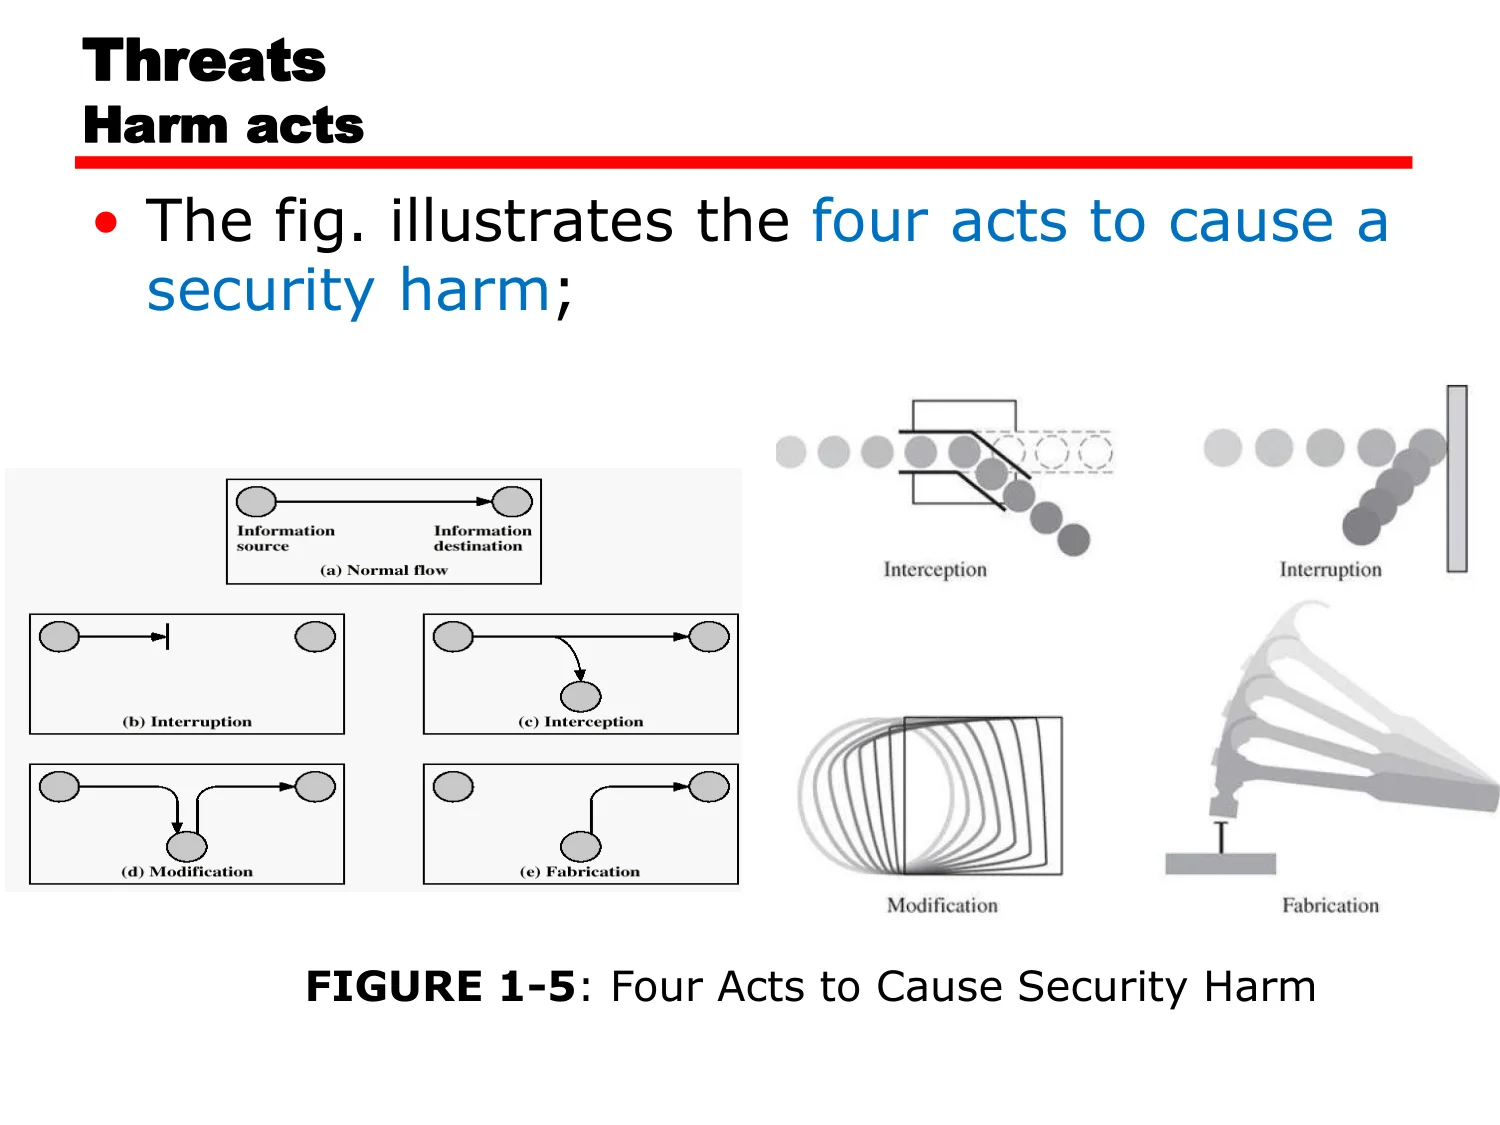 Threats
Harm acts
• The fig. illustrates the four acts to cause a
security harm;
Information
source
Information
destination
(a) Normal flow
(b) Interruption
(c) Interception
(d) Modification
(e) Fabrication
Interception
Interruption
Modification
Fabrication
FIGURE 1-5: Four Acts to Cause Security Harm